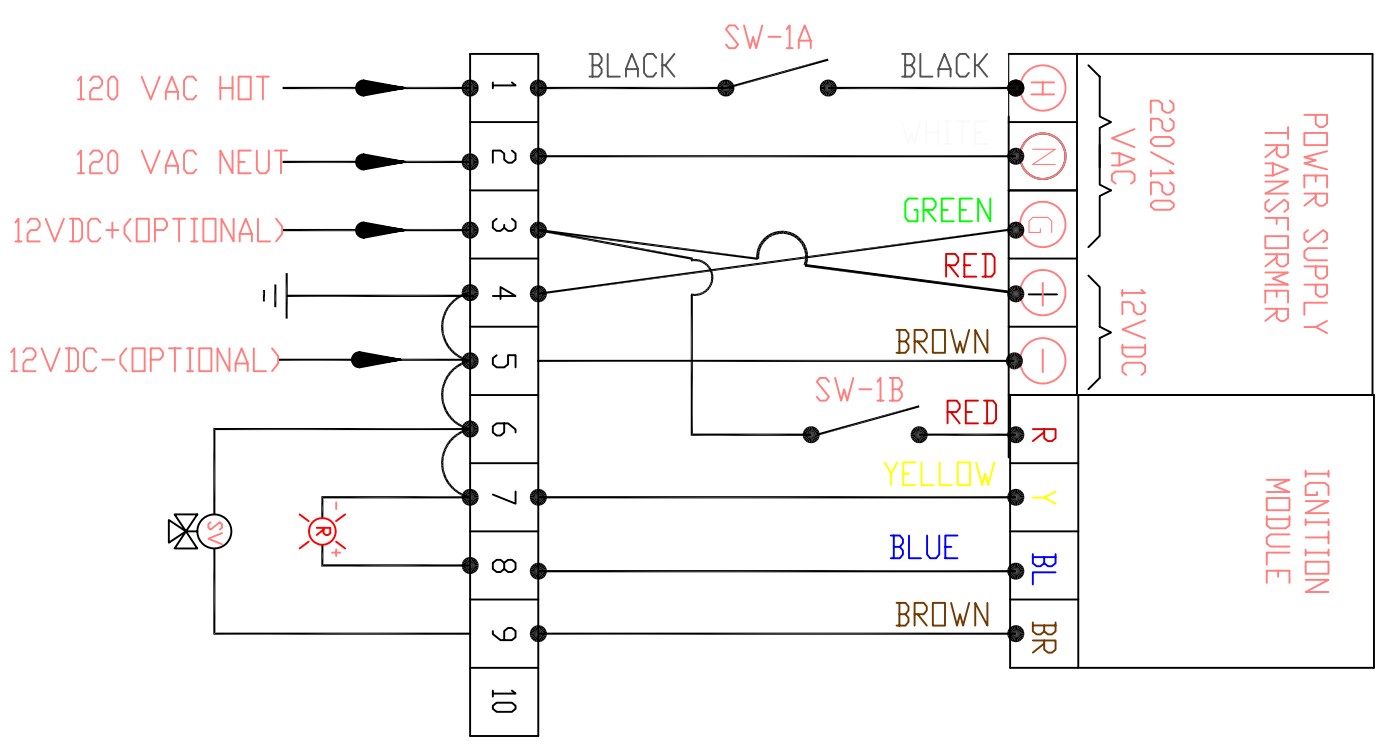 SW-1A
120 VAC HOT
1
BLACK
BLACK
H
120 VAC NEUT
2
WHITE
N
220/120
VAC
POWER SUPPLY
TRANSFORMER
12VDC+(OPTIONAL)
3
GREEN
G
4
RED
+
12VDC
12VDC-(OPTIONAL)
5
BROWN
-
SW-1B
6
RED
R
7
YELLOW
Y
IGNITION
MODULE
SV
-
R
+
8
BLUE
BL
9
BROWN
BR
10